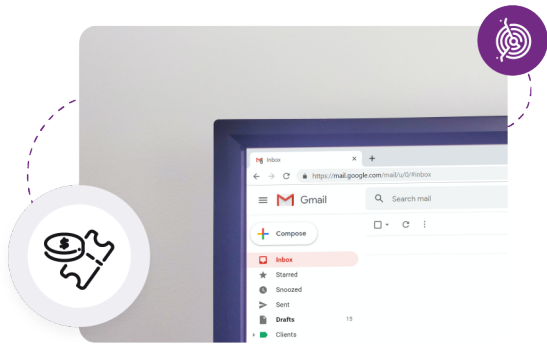 Inbox
https://mail.google.com/mail/u/0/#inbox
Gmail
Search mail
Compose
Inbox
Starred
Snoozed
Sent
Drafts 15
Clients
$